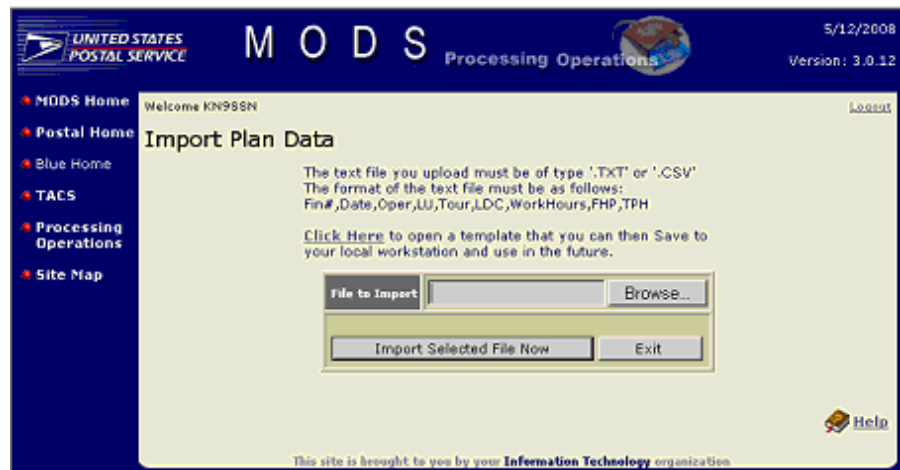 UNITED STATES
POSTAL SERVICE
M O D S
Processing Operations
5/12/2008
Version: 3.0.12
MODS Home
Postal Home
Blue Home
TACS
Processing
Operations
Site Map
Welcome KN9SSN
Logout
Import Plan Data
The text file you upload must be of type '.TXT' or '.CSV'
The format of the text file must be as follows:
Fin#,Date,Oper,LU,Tour,LDC,WorkHours,FHP,TPH
Click Here to open a template that you can then Save to
your local workstation and use in the future.
File to Import
Browse...
Import Selected File Now
Exit
Help
This site is brought to you by your Information Technology organization